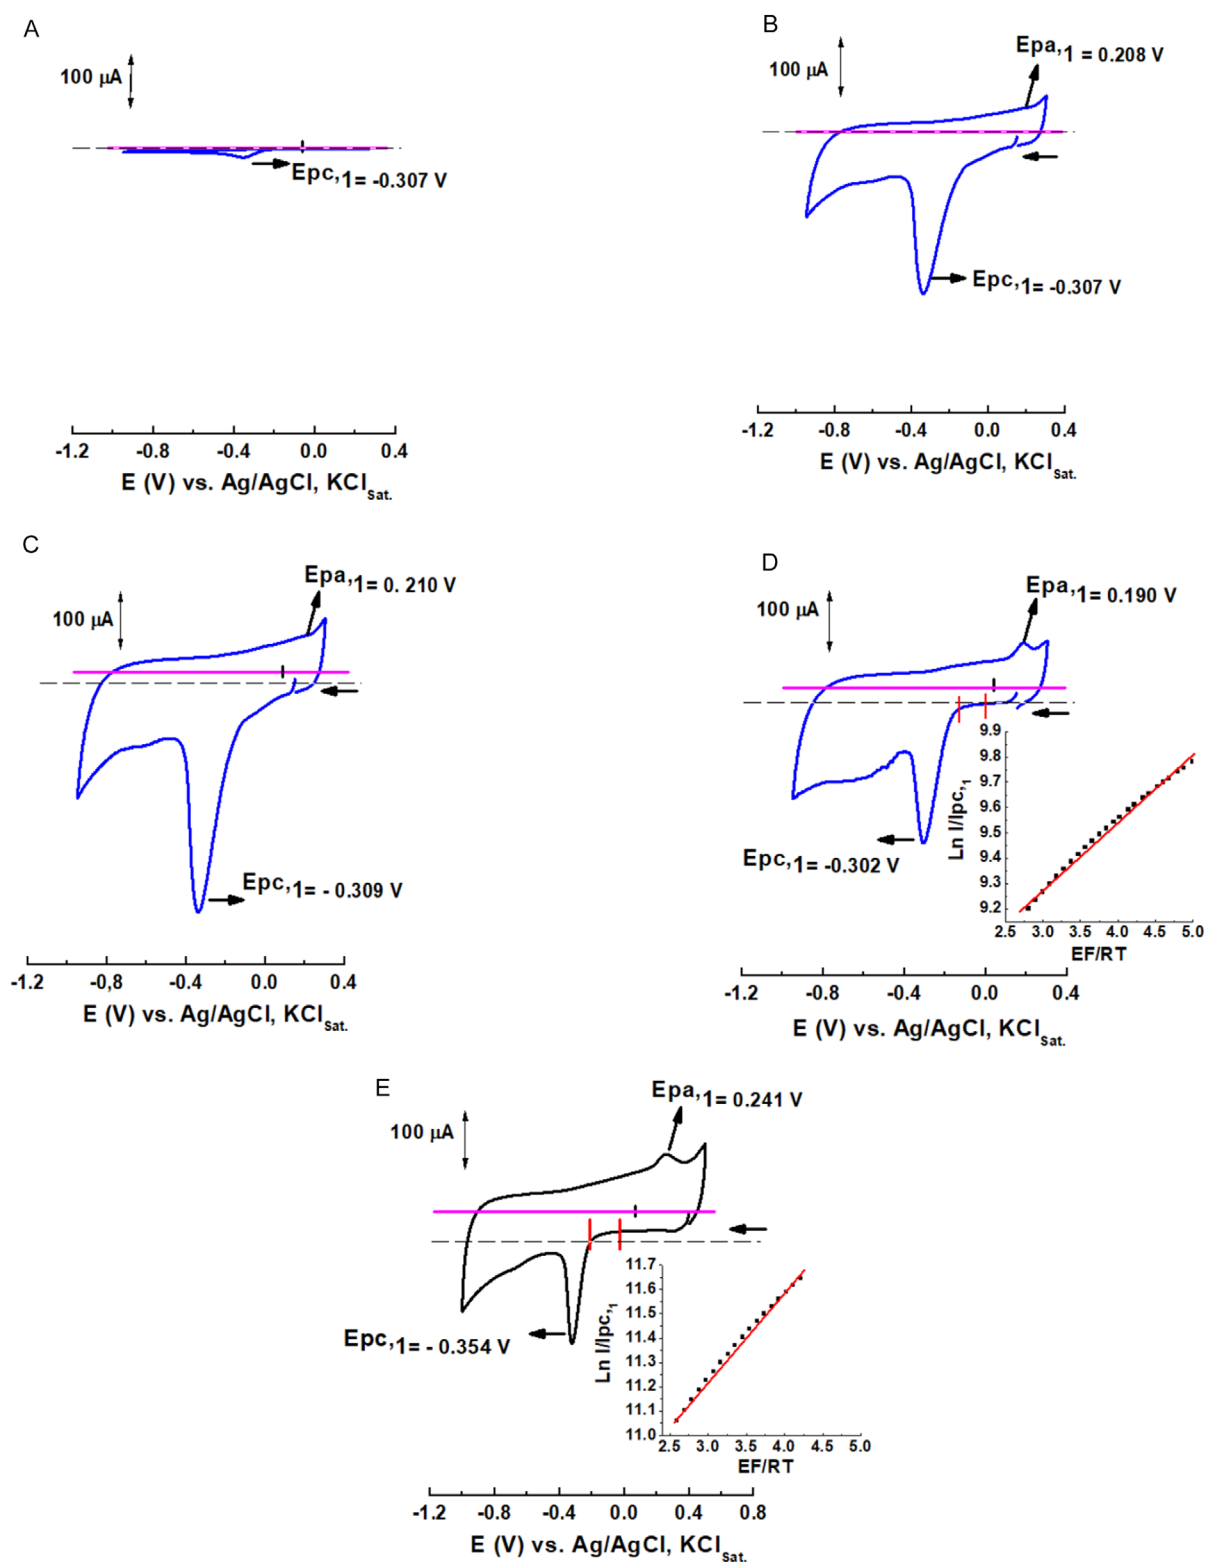 A
100 µA
Epc,1= -0.307 V
-1.2 -0.8 -0.4 0.0 0.4
E (V) vs. Ag/AgCl, KClSat.
B
Epa,1 = 0.208 V
100 µA
Epc,1= -0.307 V
-1.2 -0.8 -0.4 0.0 0.4
E (V) vs. Ag/AgCl, KClSat.
C
Epa,1= 0. 210 V
100 µA
Epc,1= - 0.309 V
-1.2 -0.8 -0.4 0.0 0.4
E (V) vs. Ag/AgCl, KClSat.
D
Epa,1= 0.190 V
100 µA
Epc,1= -0.302 V
Ln I/Ipc,1
9.9
9.8
9.7
9.6
9.5
9.4
9.3
9.2
2.5 3.0 3.5 4.0 4.5 5.0
EF/RT
-1.2 -0.8 -0.4 0.0 0.4
E (V) vs. Ag/AgCl, KClSat.
E
Epa,1= 0.241 V
100 µA
Epc,1= - 0.354 V
Ln I/Ipc,1
11.7
11.6
11.5
11.4
11.3
11.2
11.1
11.0
2.5 3.0 3.5 4.0 4.5 5.0
EF/RT
-1.2 -0.8 -0.4 0.0 0.4 0.8
E (V) vs. Ag/AgCl, KClSat.